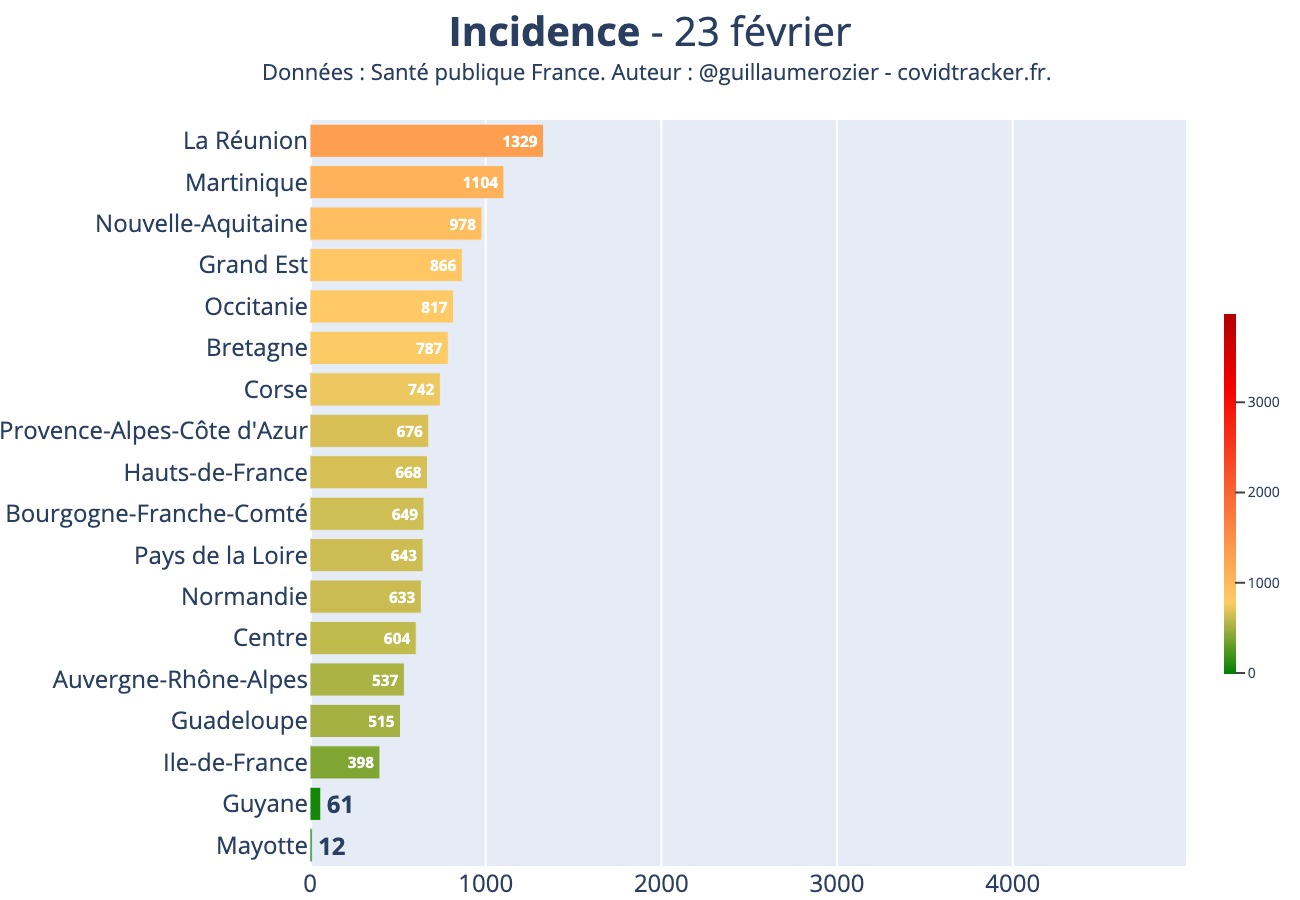 Incidence - 23 février
Données : Santé publique France. Auteur : @guillaumerozier - covidtracker.fr.
La Réunion 1329
Martinique 1104
Nouvelle-Aquitaine 978
Grand Est 866
Occitanie 817
Bretagne 787
Corse 742
Provence-Alpes-Côte d'Azur 676
Hauts-de-France 668
Bourgogne-Franche-Comté 649
Pays de la Loire 643
Normandie 633
Centre 604
Auvergne-Rhône-Alpes 537
Guadeloupe 515
Ile-de-France 398
Guyane 61
Mayotte 12
0 1000 2000 3000 4000
3000
2000
1000
0